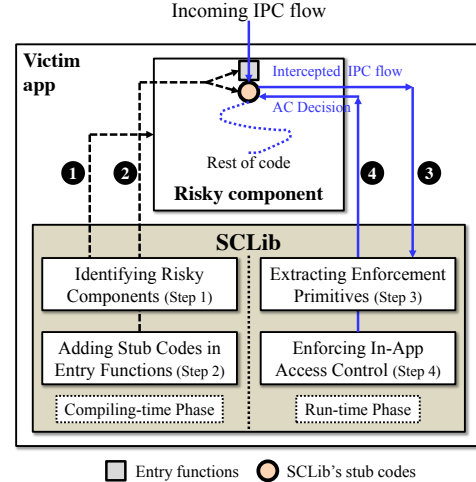 Incoming IPC flow
Victim
app
Intercepted IPC flow
AC Decision
Rest of code
Risky component
1
2
4
3
SCLib
Identifying Risky
Components (Step 1)
Extracting Enforcement
Primitives (Step 3)
Adding Stub Codes in
Entry Functions (Step 2)
Enforcing In-App
Access Control (Step 4)
Compiling-time Phase
Run-time Phase
Entry functions
SCLib's stub codes